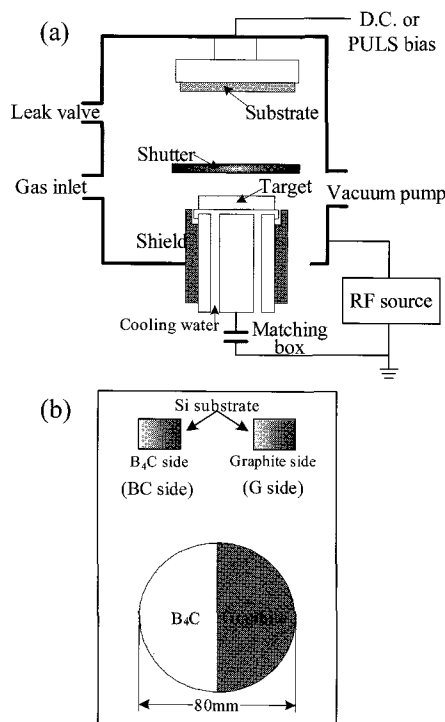 (a)
D.C. or
PULS bias
Leak valve
Substrate
Shutter
Gas inlet
Target
Vacuum pump
Shield
RF source
Cooling water
Matching
box
(b)
Si substrate
B₄C side
Graphite side
(BC side)
(G side)
B₄C
80mm